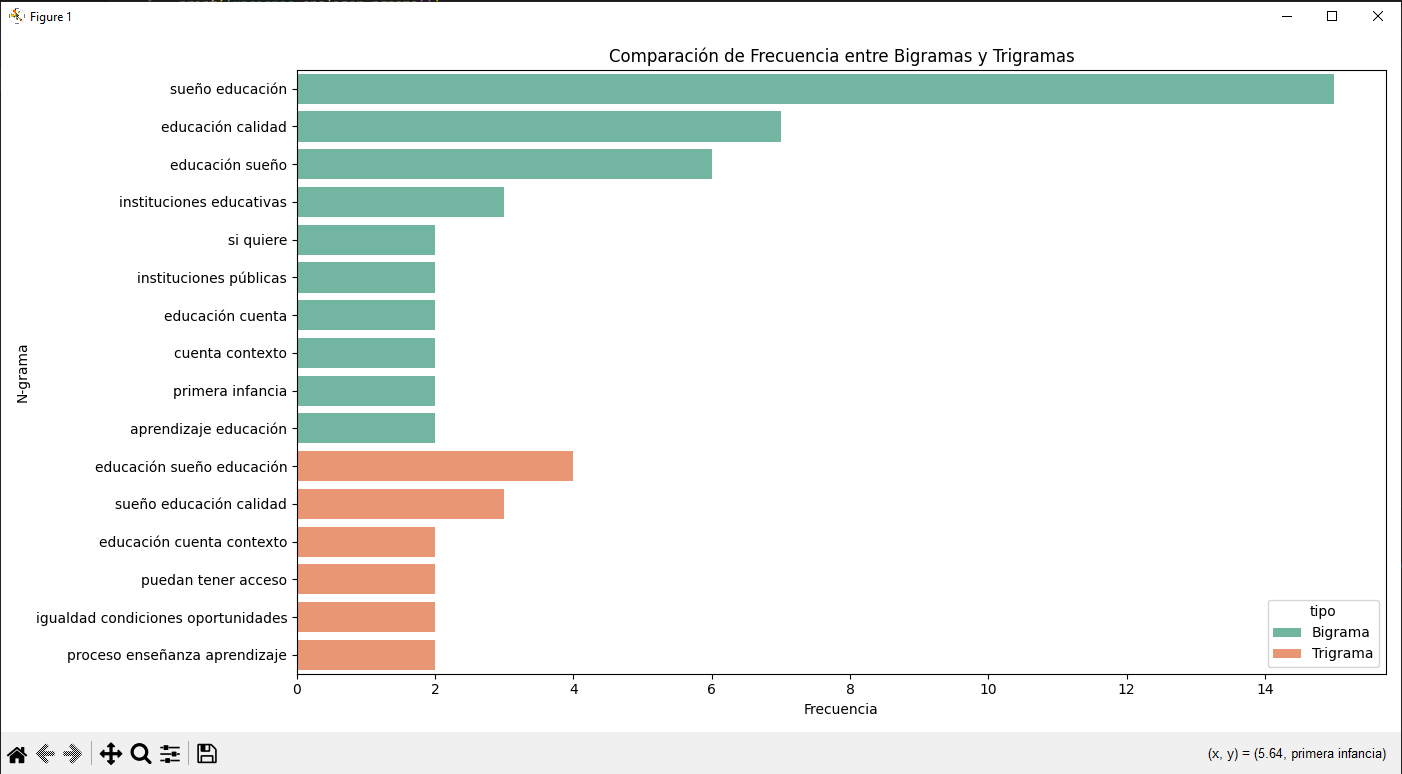 Figure 1
Comparación de Frecuencia entre Bigramas y Trigramas
sueño educación
educación calidad
educación sueño
instituciones educativas
si quiere
instituciones públicas
educación cuenta
cuenta contexto
primera infancia
aprendizaje educación
educación sueño educación
sueño educación calidad
educación cuenta contexto
puedan tener acceso
igualdad condiciones oportunidades
proceso enseñanza aprendizaje
N-grama
tipo
Bigrama
Trigrama
0 2 4 6 8 10 12 14
Frecuencia
(x, y) = (5.64, primera infancia)